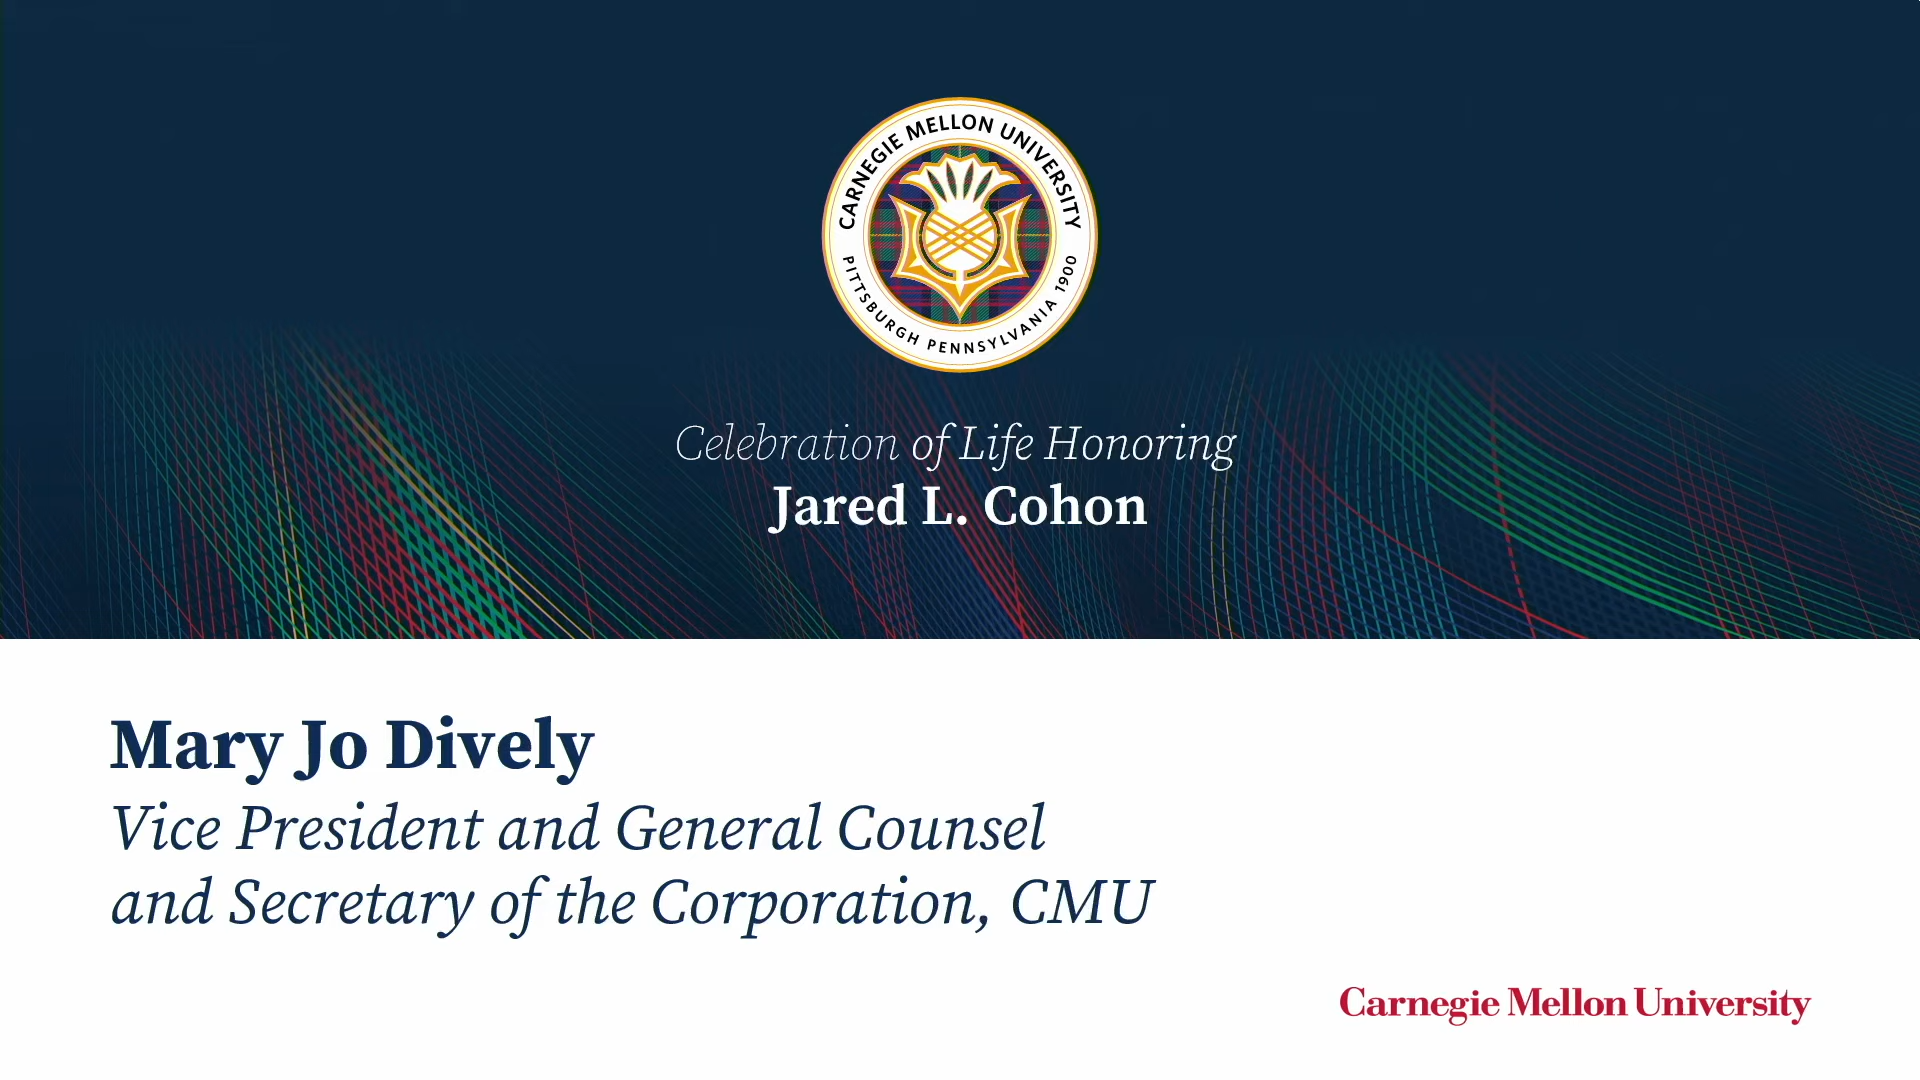 CARNEGIE MELLON UNIVERSITY
PITTSBURGH PENNSYLVANIA 1900
Celebration of Life Honoring
Jared L. Cohon
Mary Jo Dively
Vice President and General Counsel
and Secretary of the Corporation, CMU
Carnegie Mellon University